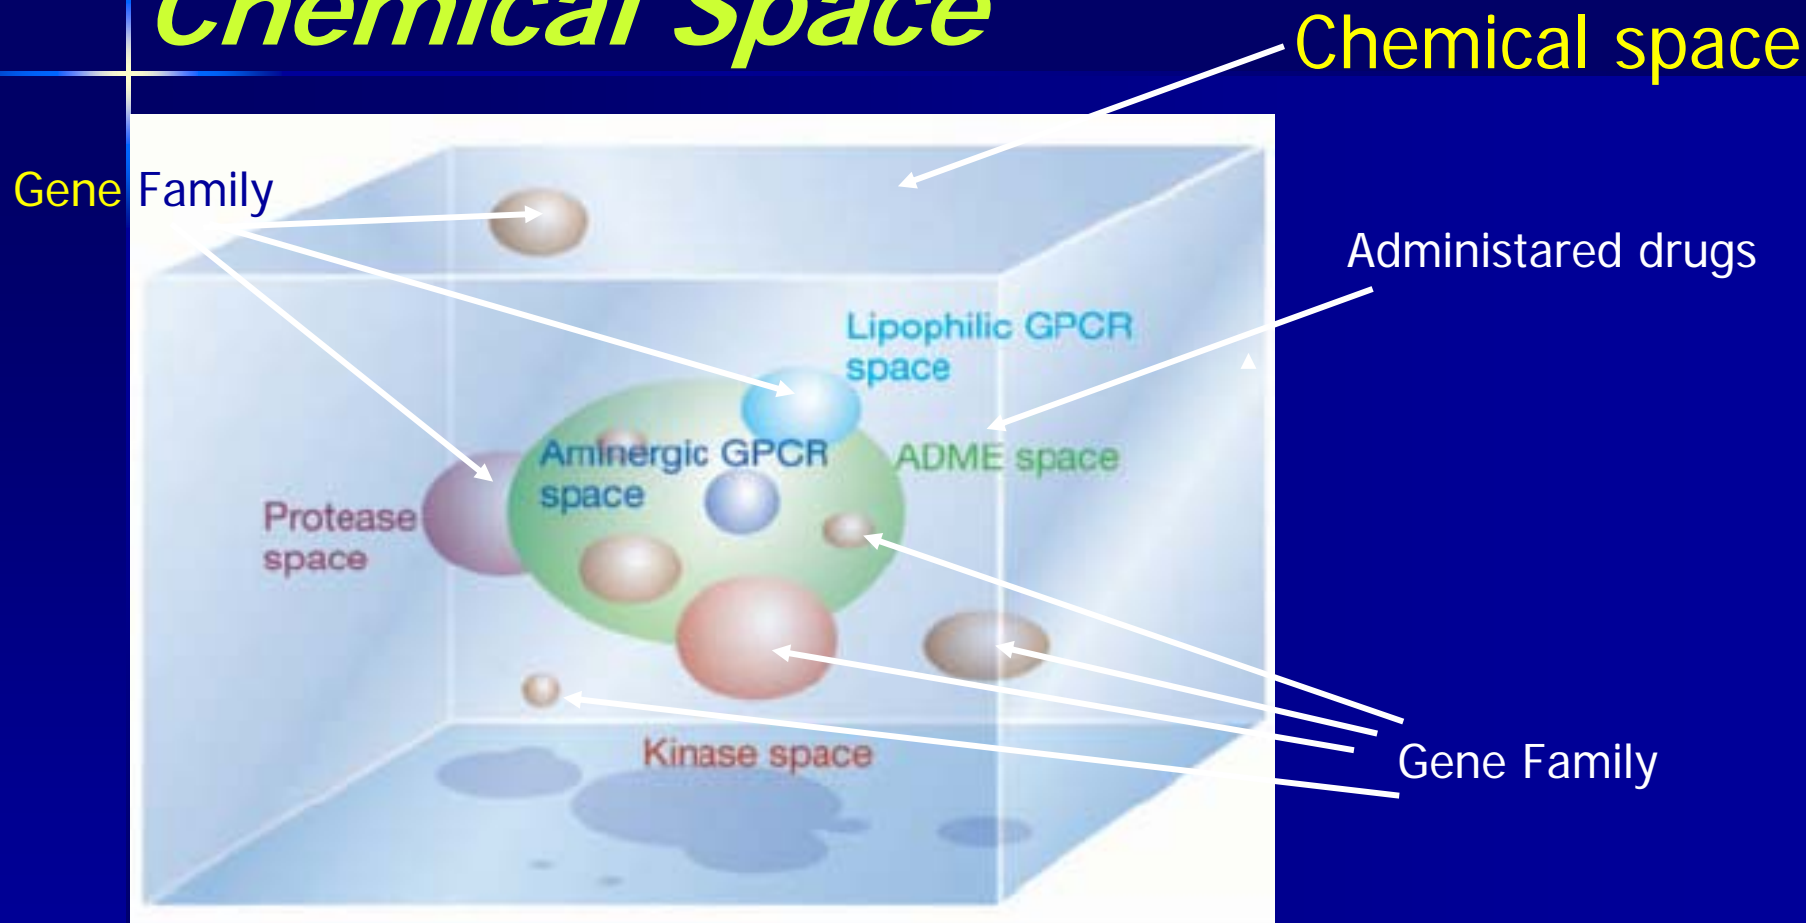 Chemical Space
Chemical space
Gene Family
Administared drugs
Lipophilic GPCR
space
Aminergic GPCR
space
ADME space
Protease
space
Kinase space
Gene Family